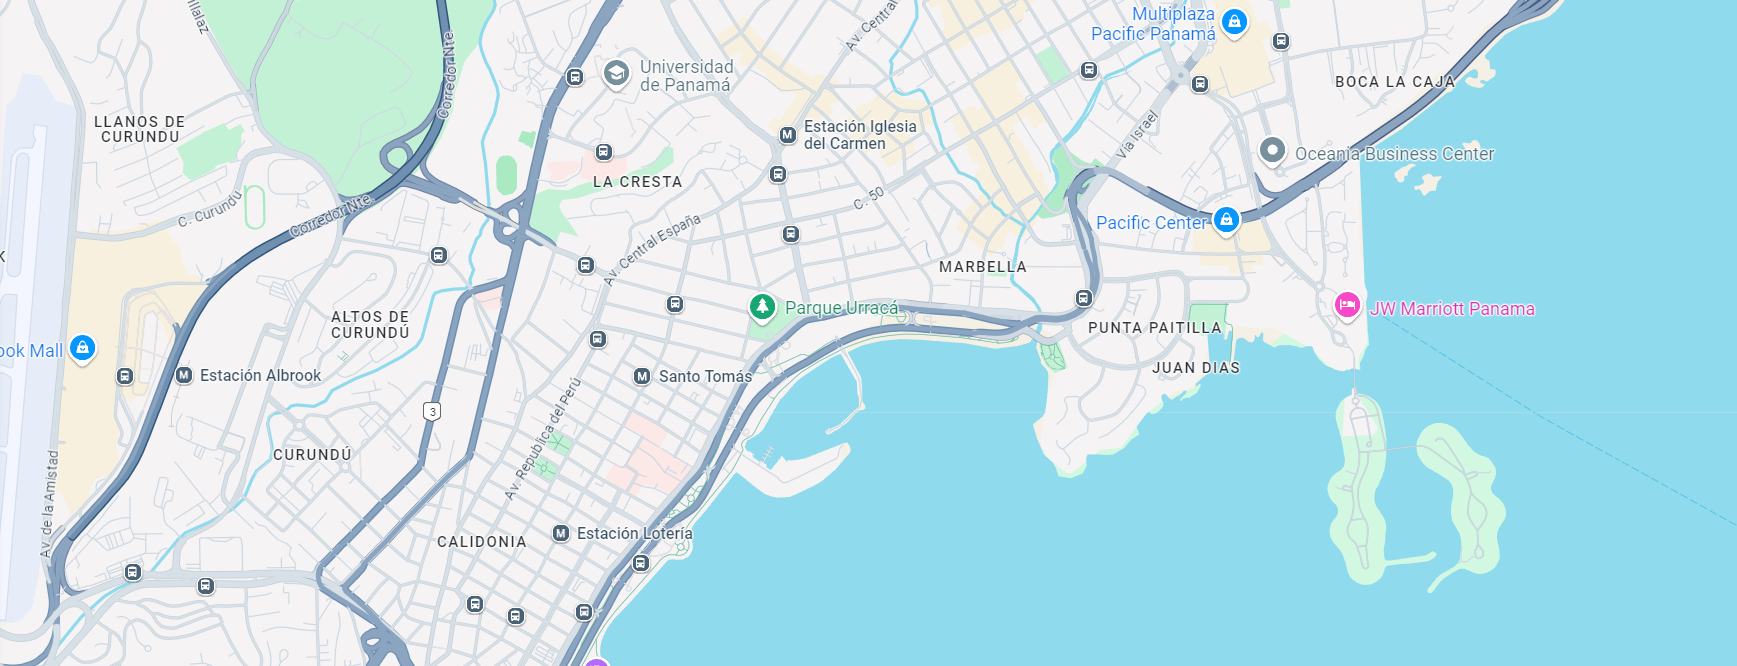 Multiplaza
Pacific Panamá
Av. Central
Corredor Nte.
Universidad
de Panamá
BOCA LA CAJA
LLANOS DE
CURUNDU
Estación Iglesia
del Carmen
Vía Israel
Oceania Business Center
LA CRESTA
C. 50
C. Curundu
Corredor Nte.
Av. Central España
Pacific Center
MARBELLA
Parque Urracá
JW Marriott Panama
ALTOS DE
CURUNDÚ
PUNTA PAITILLA
ook Mall
JUAN DIAS
Estación Albrook
Santo Tomás
3
Av. Republica del Perú
CURUNDÚ
Av. de la Amistad
Estación Lotería
CALIDONIA